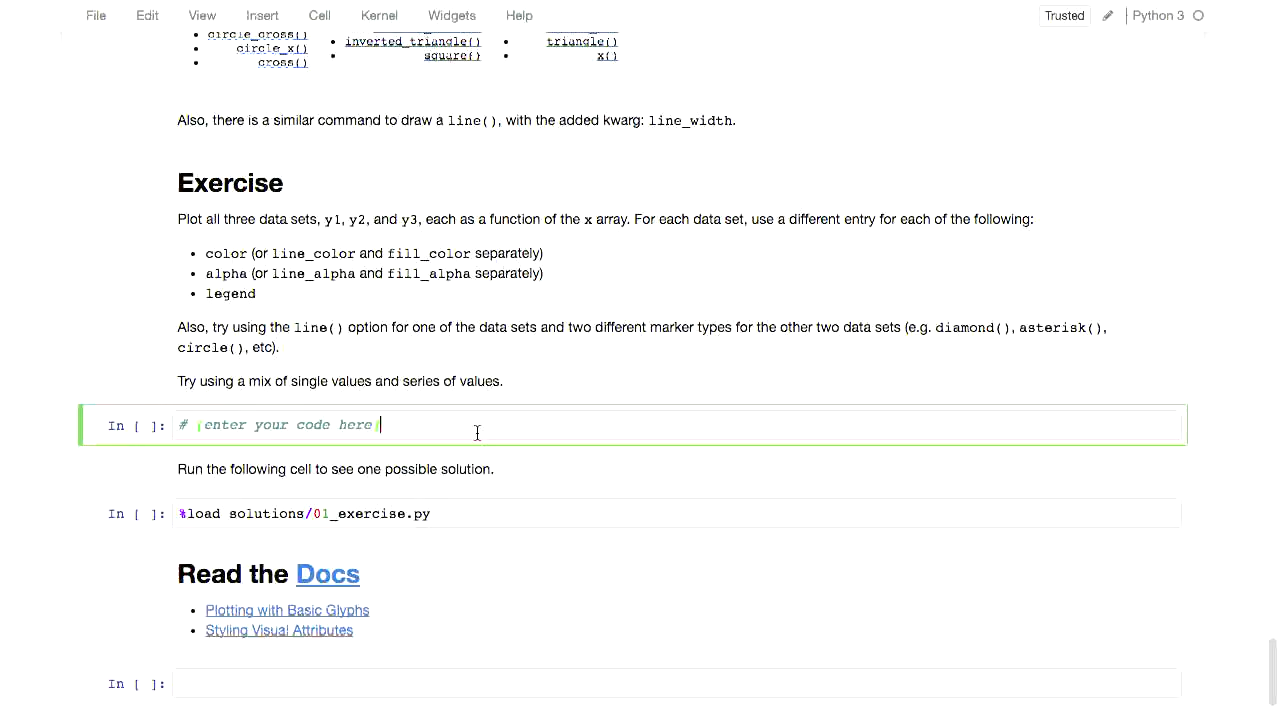 File Edit View Insert Cell Kernel Widgets Help Trusted Python 3
circle_cross()
circle_x()
cross()
inverted_triangle()
square()
triangle()
x()
Also, there is a similar command to draw a line(), with the added kwarg: line_width.
Exercise
Plot all three data sets, y1, y2, and y3, each as a function of the x array. For each data set, use a different entry for each of the following:
• color (or line_color and fill_color separately)
• alpha (or line_alpha and fill_alpha separately)
• legend
Also, try using the line() option for one of the data sets and two different marker types for the other two data sets (e.g. diamond(), asterisk(),
circle(), etc).
Try using a mix of single values and series of values.
In [ ]: # [enter your code here]
Run the following cell to see one possible solution.
In [ ]: %load solutions/01_exercise.py
Read the Docs
• Plotting with Basic Glyphs
• Styling Visual Attributes
In [ ]: